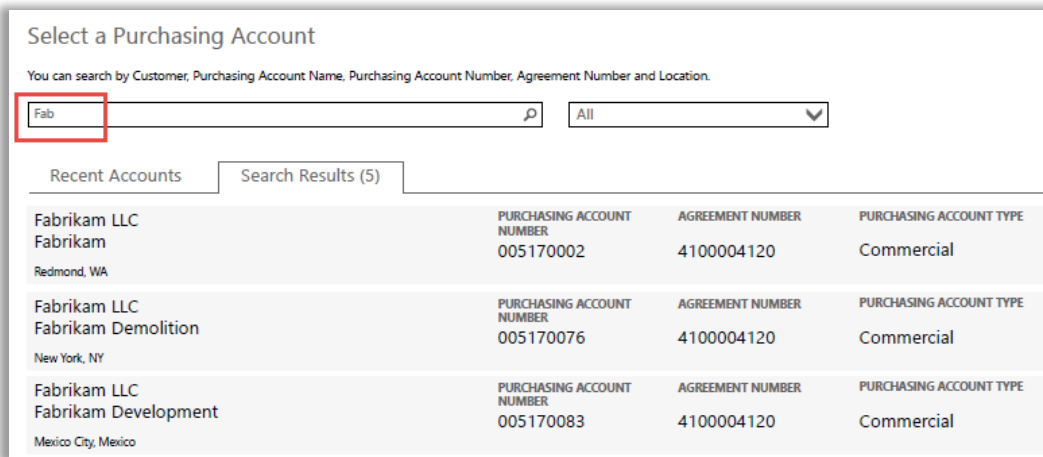 Select a Purchasing Account
You can search by Customer, Purchasing Account Name, Purchasing Account Number, Agreement Number and Location.
Fab
All
Recent Accounts
Search Results (5)
Fabrikam LLC
Fabrikam
Redmond, WA
PURCHASING ACCOUNT
NUMBER
005170002
AGREEMENT NUMBER
4100004120
PURCHASING ACCOUNT TYPE
Commercial
Fabrikam LLC
Fabrikam Demolition
New York, NY
PURCHASING ACCOUNT
NUMBER
005170076
AGREEMENT NUMBER
4100004120
PURCHASING ACCOUNT TYPE
Commercial
Fabrikam LLC
Fabrikam Development
Mexico City, Mexico
PURCHASING ACCOUNT
NUMBER
005170083
AGREEMENT NUMBER
4100004120
PURCHASING ACCOUNT TYPE
Commercial